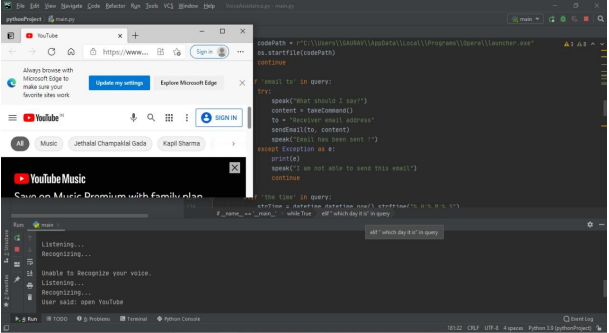 File Edit View Navigate Code Refactor Run Tools VCS Window Help VoiceAssistant.py - main.py
pythonProject main.py
main
YouTube
https://www....
Sign in
Always browse with
Microsoft Edge to
make sure your
favorite sites work
Update my settings
Explore Microsoft Edge
YouTube IN
SIGN IN
All Music Jethalal Champaklal Gada Kapil Sharma
YouTube Music
Save on Music Premium with family plan
codePath = r"C:\\Users\\GAURAV\\AppData\\Local\\Programs\\Opera\\launcher.exe"
os.startfile(codePath)
continue
'email to' in query:
try:
speak("What should I say?")
content = takeCommand()
to = "Receiver email address"
sendEmail(to, content)
speak("Email has been sent !")
except Exception as e:
print(e)
speak("I am not able to send this email")
continue
'the time' in query:
strTime = datetime.datetime.now().strftime("%H:%M:%S")
if __name__ == '__main__' while True elif " which day it is" in query
elif " which day it is" in query
Run: main
Listening...
Recognizing...
Unable to Recognize your voice.
Listening...
Recognizing...
User said: open YouTube
Structure
Favorites
4: Run TODO 6: Problems Terminal Python Console
Event Log
181:22 CRLF UTF-8 4 spaces Python 3.9 (pythonProject)